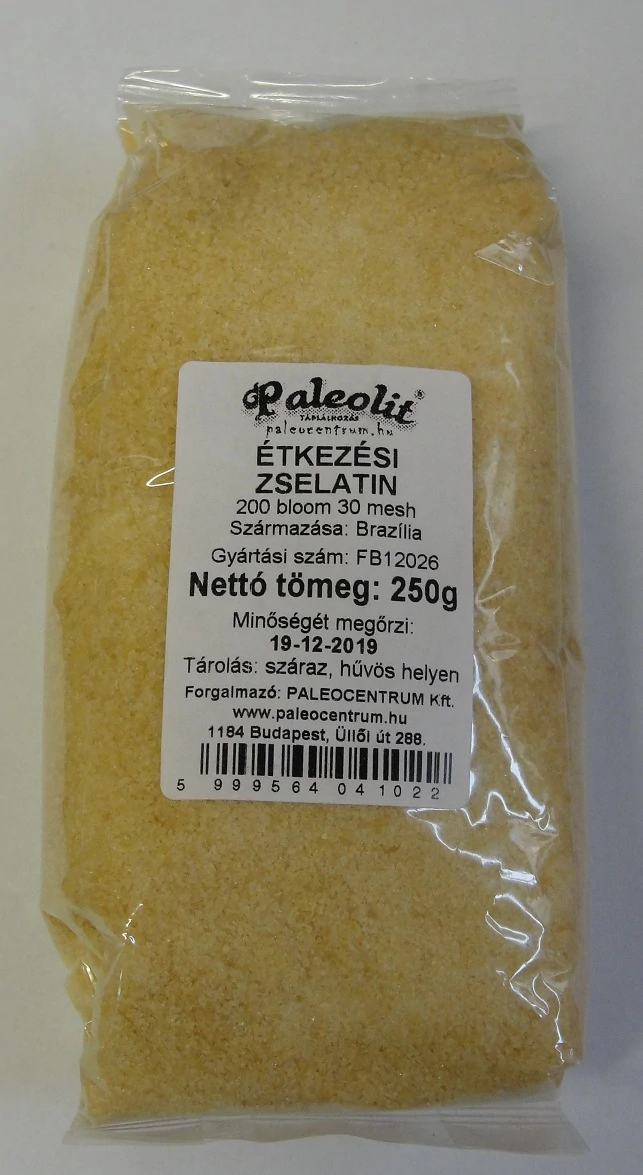 Paleolit®
TÁPLÁLKOZÁS
paleocentrum.hu
ÉTKEZÉSI
ZSELATIN
200 bloom 30 mesh
Származása: Brazília
Gyártási szám: FB12026
Nettó tömeg: 250g
Minőségét megőrzi:
19-12-2019
Tárolás: száraz, hűvös helyen
Forgalmazó: PALEOCENTRUM Kft.
www.paleocentrum.hu
1184 Budapest, Üllői út 288.
5 999564 041022